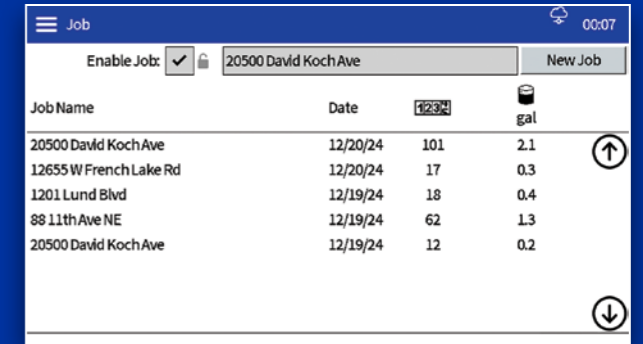 Job 00:07
Enable Job: 20500 David Koch Ave New Job
Job Name Date 1234 gal
20500 David Koch Ave 12/20/24 101 2.1
12655 W French Lake Rd 12/20/24 17 0.3
1201 Lund Blvd 12/19/24 18 0.4
88 11th Ave NE 12/19/24 62 1.3
20500 David Koch Ave 12/19/24 12 0.2